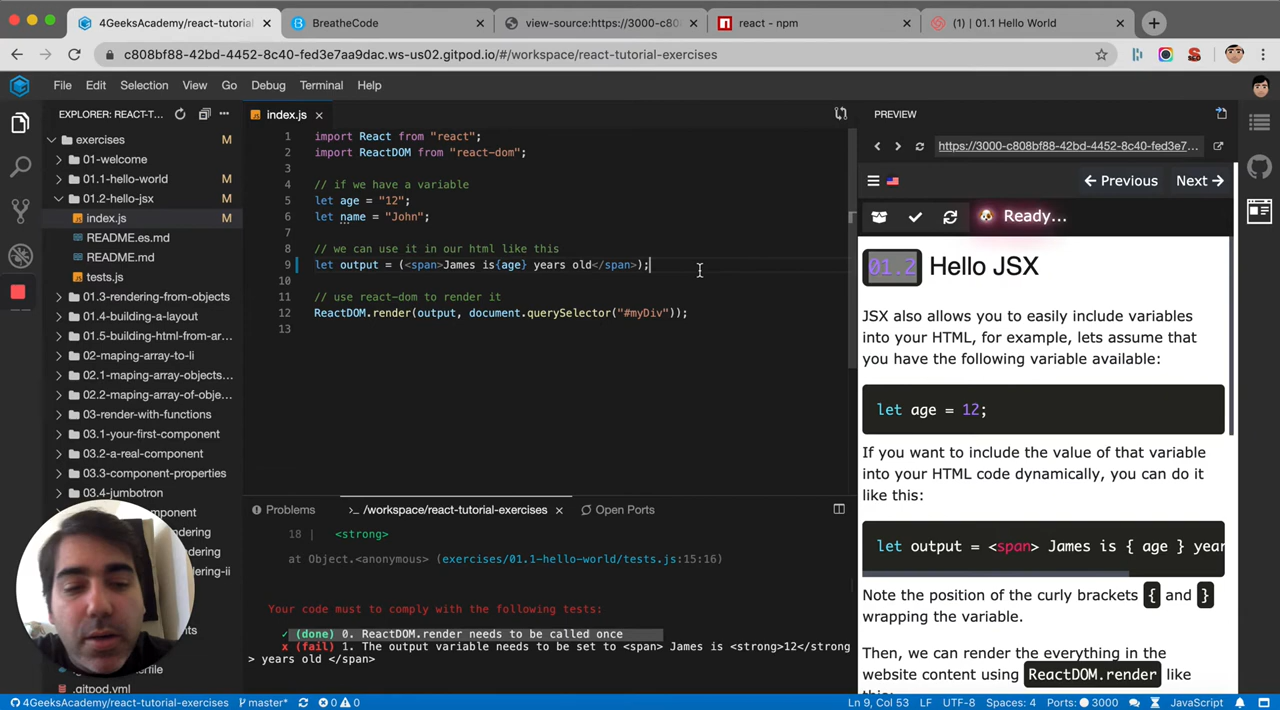 4GeeksAcademy/react-tutorial
BreatheCode
view-source:https://3000-c80
react - npm
(1) | 01.1 Hello World
c808bf88-42bd-4452-8c40-fed3e7aa9dac.ws-us02.gitpod.io/#/workspace/react-tutorial-exercises
File Edit Selection View Go Debug Terminal Help
EXPLORER: REACT-T...
exercises M
01-welcome
01.1-hello-world
01.2-hello-jsx
index.js M
README.es.md
README.md
tests.js
01.3-rendering-from-objects
01.4-building-a-layout
01.5-building-html-from-arra...
02-maping-array-to-li
02.1-maping-array-objects...
02.2-maping-array-of-obje...
03-render-with-functions
03.1-your-first-component
03.2-a-real-component
03.3-component-properties
03.4-jumbotron
.gitpod.yml
index.js
1 import React from "react";
2 import ReactDOM from "react-dom";
3
4 // if we have a variable
5 let age = "12";
6 let name = "John";
7
8 // we can use it in our html like this
9 let output = (<span>James is{age} years old</span>);
10
11 // use react-dom to render it
12 ReactDOM.render(output, document.querySelector("#myDiv"));
13
Problems
/workspace/react-tutorial-exercises
Open Ports
18 | <strong>
at Object.<anonymous> (exercises/01.1-hello-world/tests.js:15:16)
Your code must to comply with the following tests:
✓ (done) 0. ReactDOM.render needs to be called once
x (fail) 1. The output variable needs to be set to <span> James is <strong>12</strong
> years old </span>
PREVIEW
https://3000-c808bf88-42bd-4452-8c40-fed3e7...
← Previous Next →
Ready...
01.2 Hello JSX
JSX also allows you to easily include variables
into your HTML, for example, lets assume that
you have the following variable available:
let age = 12;
If you want to include the value of that variable
into your HTML code dynamically, you can do it
like this:
let output = <span> James is { age } year
Note the position of the curly brackets { and }
wrapping the variable.
Then, we can render the everything in the
website content using ReactDOM.render like
this:
4GeeksAcademy/react-tutorial-exercises master* 0 0
Ln 9, Col 53 LF UTF-8 Spaces: 4 Ports: 3000 JavaScript